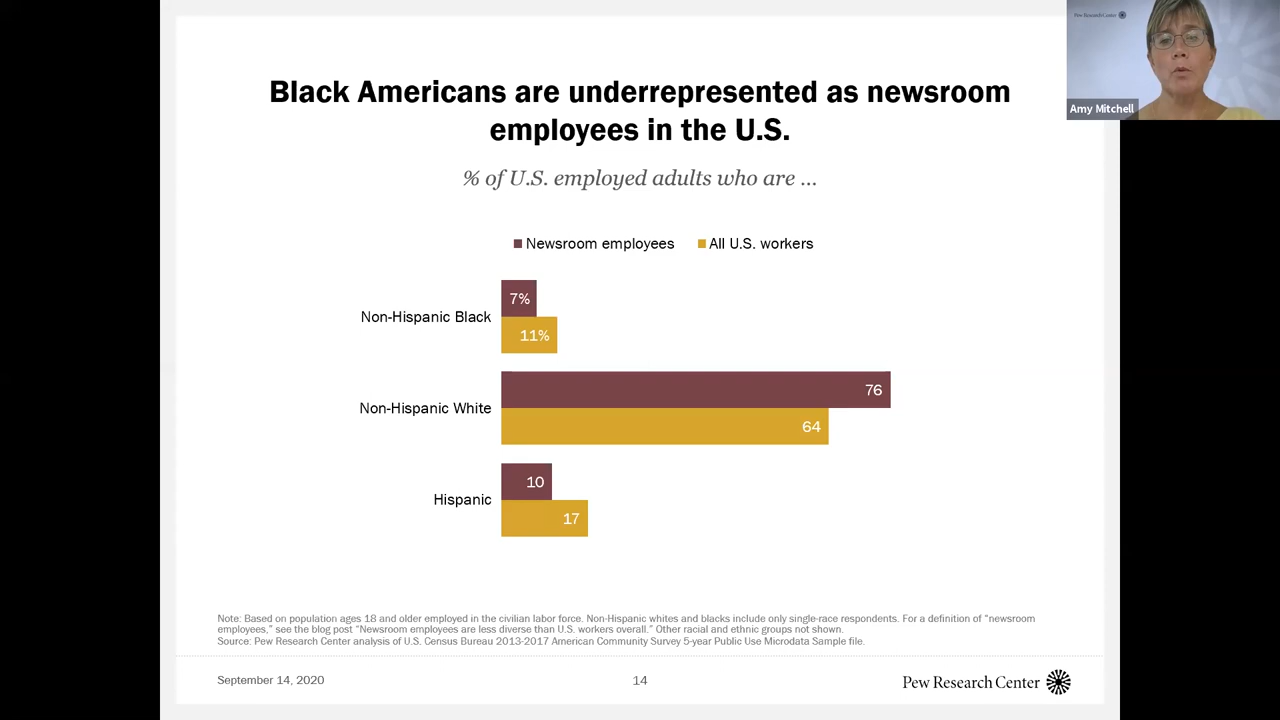 Pew Research Center
Amy Mitchell
Black Americans are underrepresented as newsroom
employees in the U.S.
% of U.S. employed adults who are ...
Newsroom employees All U.S. workers
Non-Hispanic Black
7%
11%
Non-Hispanic White
76
64
Hispanic
10
17
Note: Based on population ages 18 and older employed in the civilian labor force. Non-Hispanic whites and blacks include only single-race respondents. For a definition of “newsroom
employees,” see the blog post “Newsroom employees are less diverse than U.S. workers overall.” Other racial and ethnic groups not shown.
Source: Pew Research Center analysis of U.S. Census Bureau 2013-2017 American Community Survey 5-year Public Use Microdata Sample file.
September 14, 2020
14
Pew Research Center